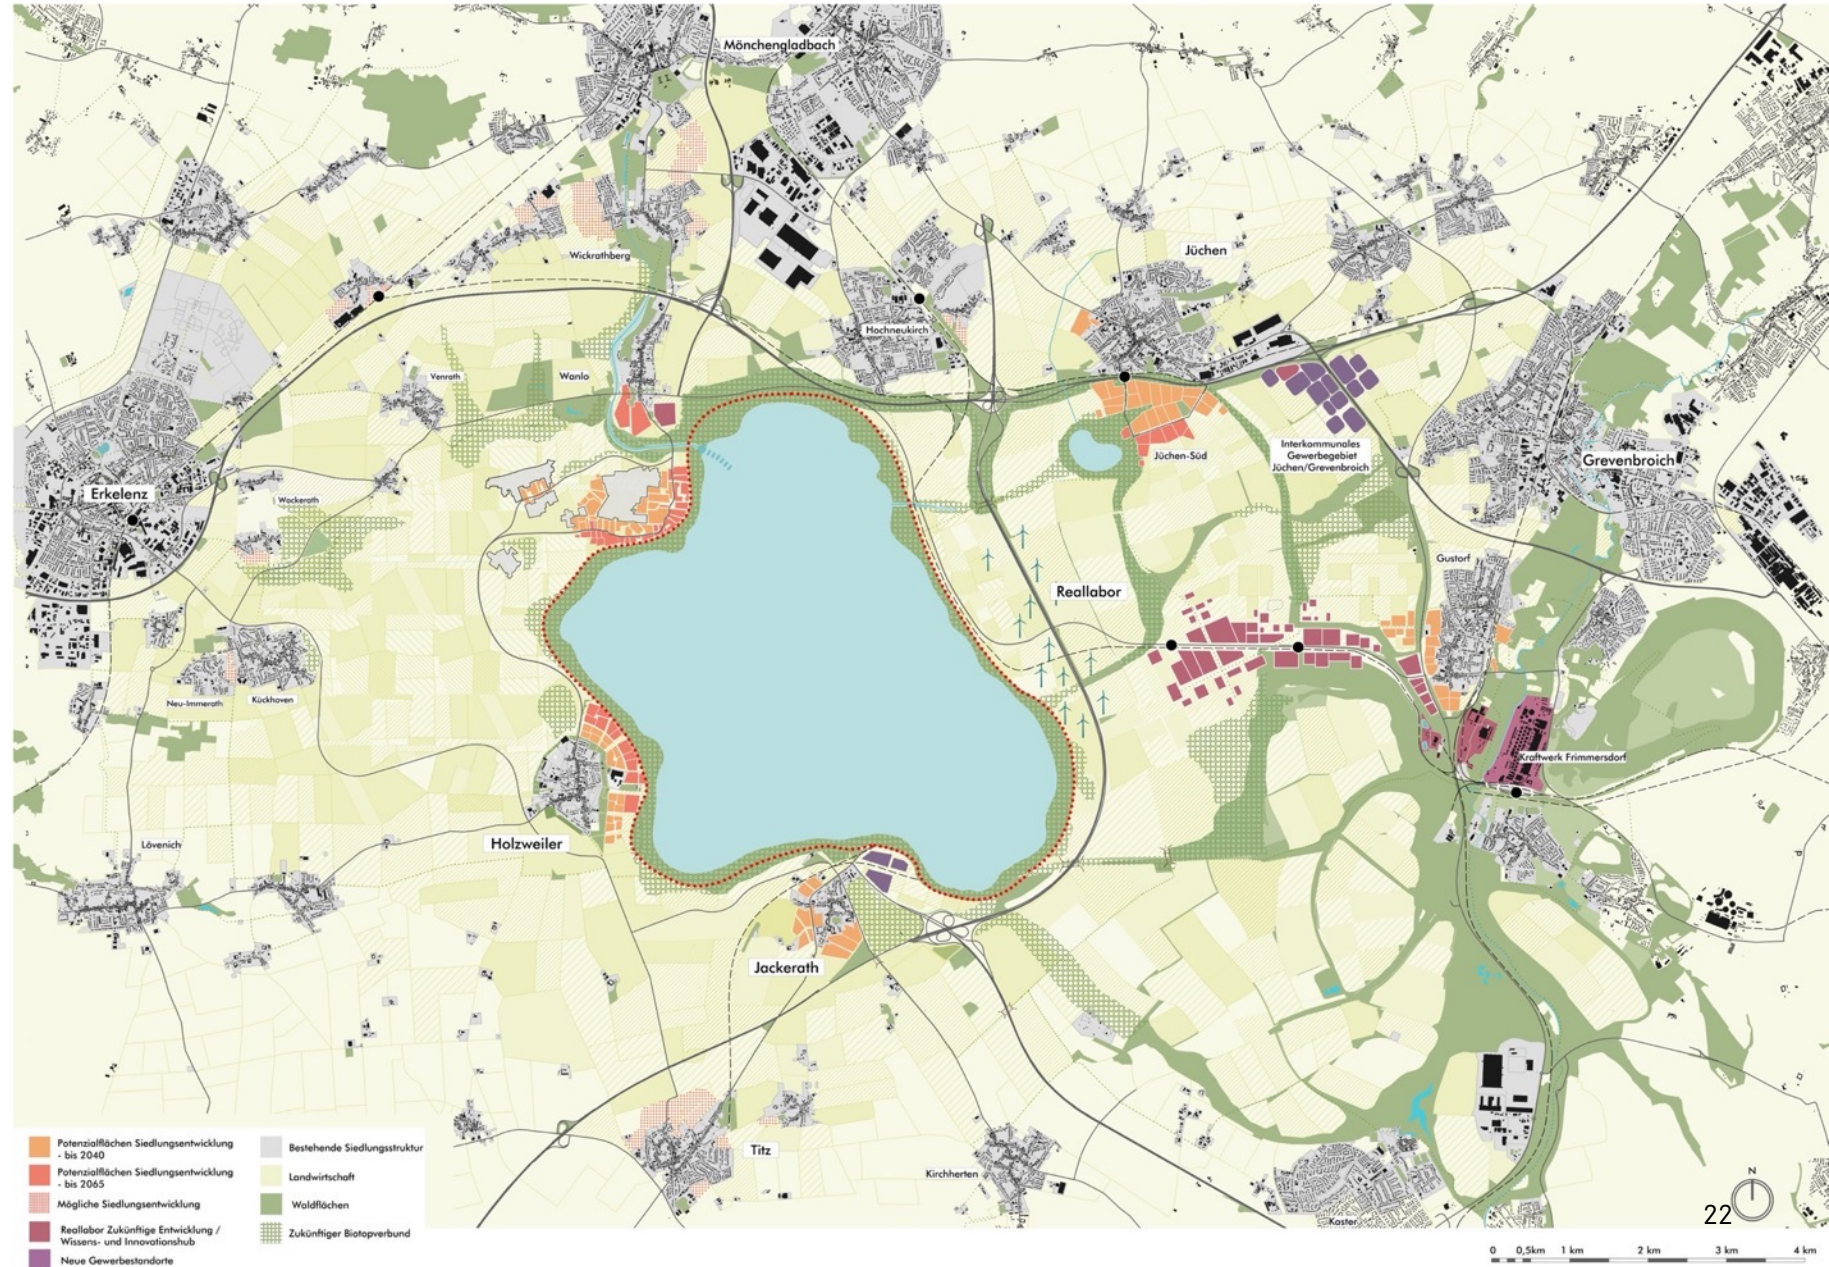 Mönchengladbach
Wickrathberg
Jüchen
Hochneukirch
Venrath
Wanlo
Interkommunales
Gewerbegebiet
Jüchen/Grevenbroich
Jüchen-Süd
Grevenbroich
Erkelenz
Wockerath
Gustorf
Reallabor
Neu-Immerath
Kückhoven
Kraftwerk Frimmersdorf
Holzweiler
Lövenich
Jackerath
Titz
Kirchherten
Kaster
Potenzialflächen Siedlungsentwicklung
- bis 2040
Potenzialflächen Siedlungsentwicklung
- bis 2065
Mögliche Siedlungsentwicklung
Reallabor Zukünftige Entwicklung /
Wissens- und Innovationshub
Neue Gewerbestandorte
Bestehende Siedlungsstruktur
Landwirtschaft
Waldflächen
Zukünftiger Biotopverbund
N
22
0 0,5km 1 km 2 km 3 km 4 km